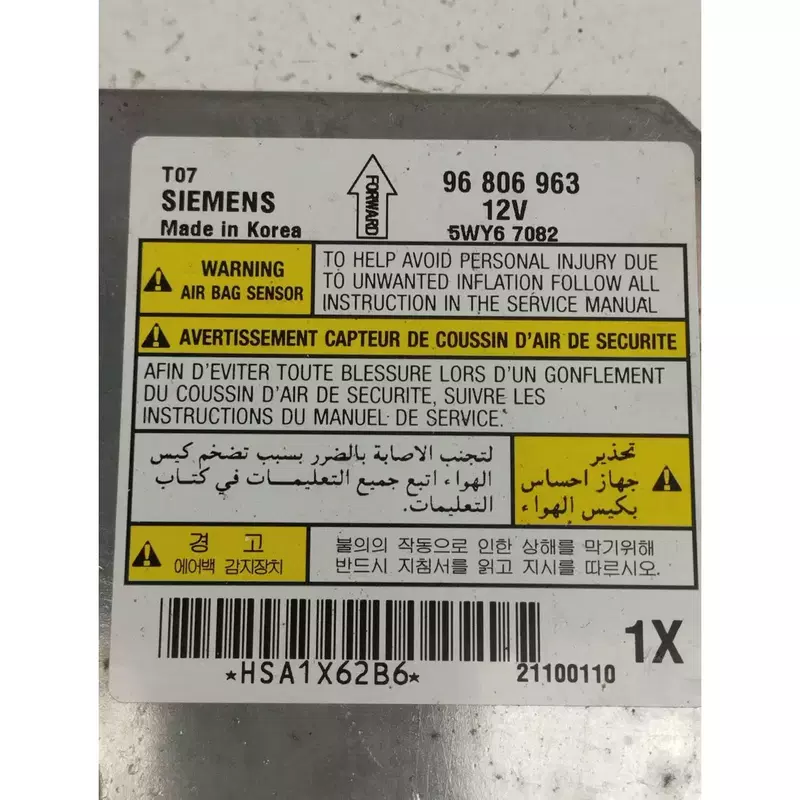 T07
SIEMENS
Made in Korea
FORWARD
96 806 963
12V
5WY6 7082
WARNING
AIR BAG SENSOR
TO HELP AVOID PERSONAL INJURY DUE
TO UNWANTED INFLATION FOLLOW ALL
INSTRUCTION IN THE SERVICE MANUAL
AVERTISSEMENT CAPTEUR DE COUSSIN D'AIR DE SECURITE
AFIN D'EVITER TOUTE BLESSURE LORS D'UN GONFLEMENT
DU COUSSIN D'AIR DE SECURITE, SUIVRE LES
INSTRUCTIONS DU MANUEL DE SERVICE.
تحذير
جهاز احساس
بكيس الهواء
لتجنب الاصابة بالضرر بسبب تضخم كيس
الهواء اتبع جميع التعليمـات في كتـاب
التعليمات.
경 고
에어백 감지장치
불의의 작동으로 인한 상해를 막기위해
반드시 지침서를 읽고 지시를 따르시오.
*HSA1X62B6*
21100110
1X